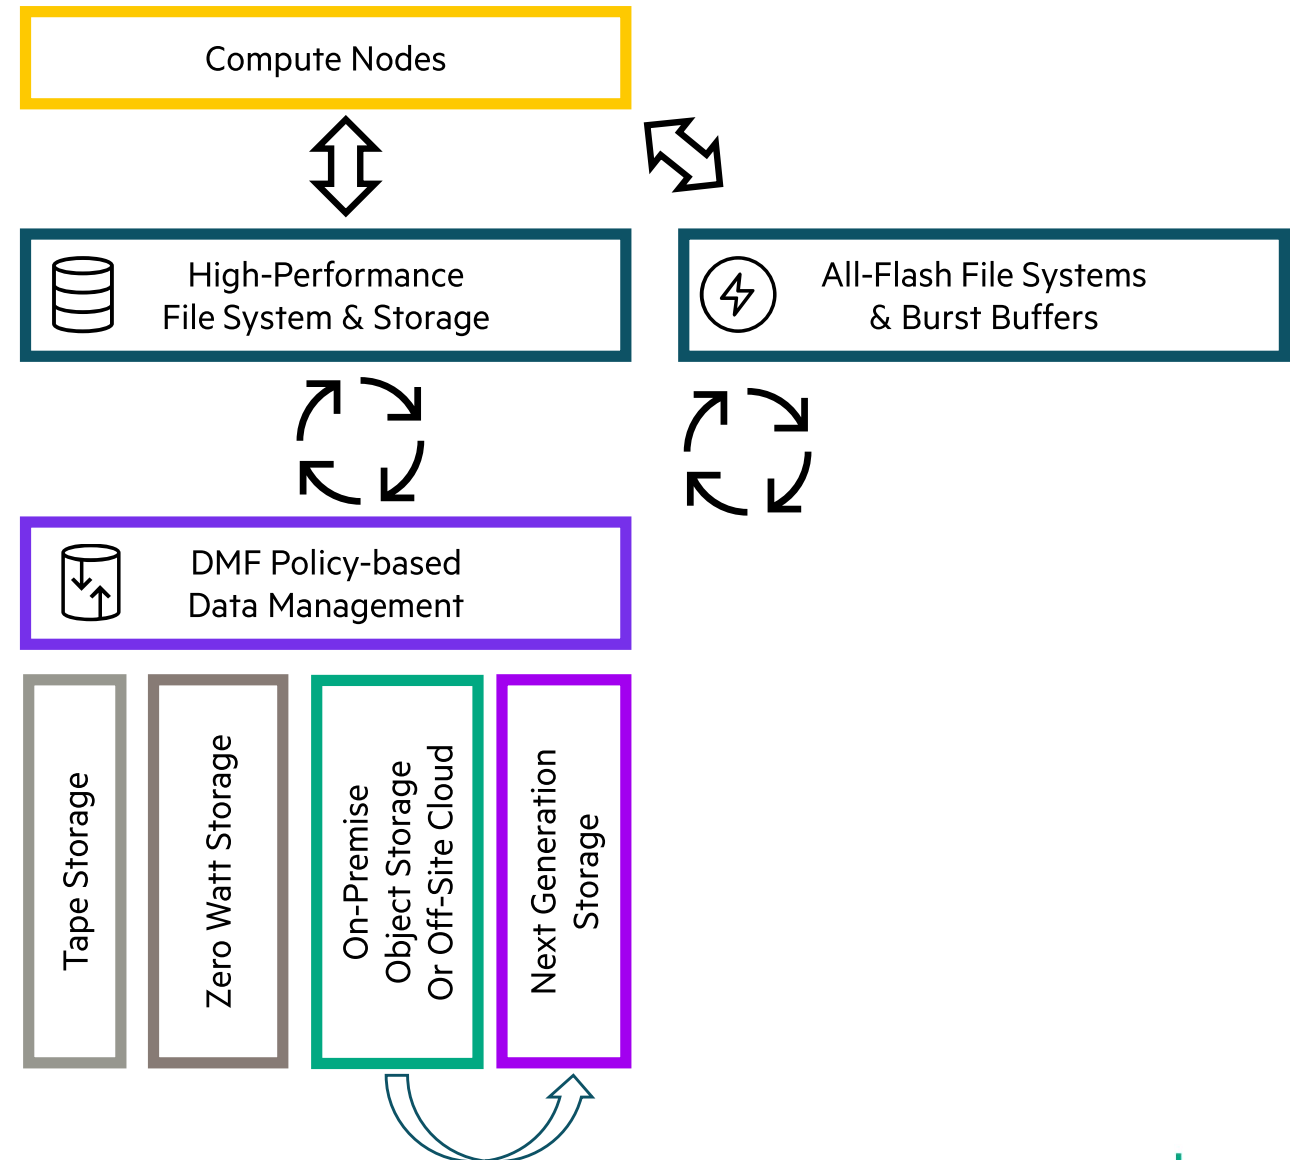 Compute Nodes
High-Performance
File System & Storage
All-Flash File Systems
& Burst Buffers
DMF Policy-based
Data Management
Tape Storage
Zero Watt Storage
On-Premise
Object Storage
Or Off-Site Cloud
Next Generation
Storage